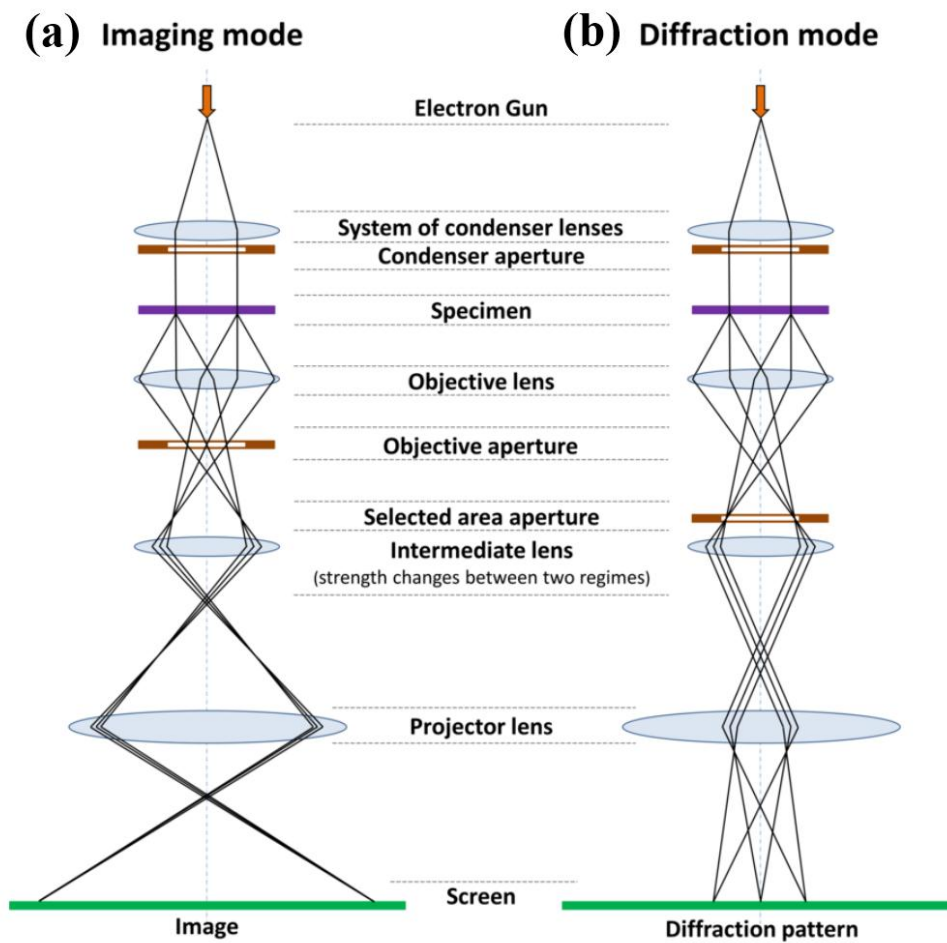 (a) Imaging mode
(b) Diffraction mode
Electron Gun
System of condenser lenses
Condenser aperture
Specimen
Objective lens
Objective aperture
Selected area aperture
Intermediate lens
(strength changes between two regimes)
Projector lens
Screen
Image
Diffraction pattern